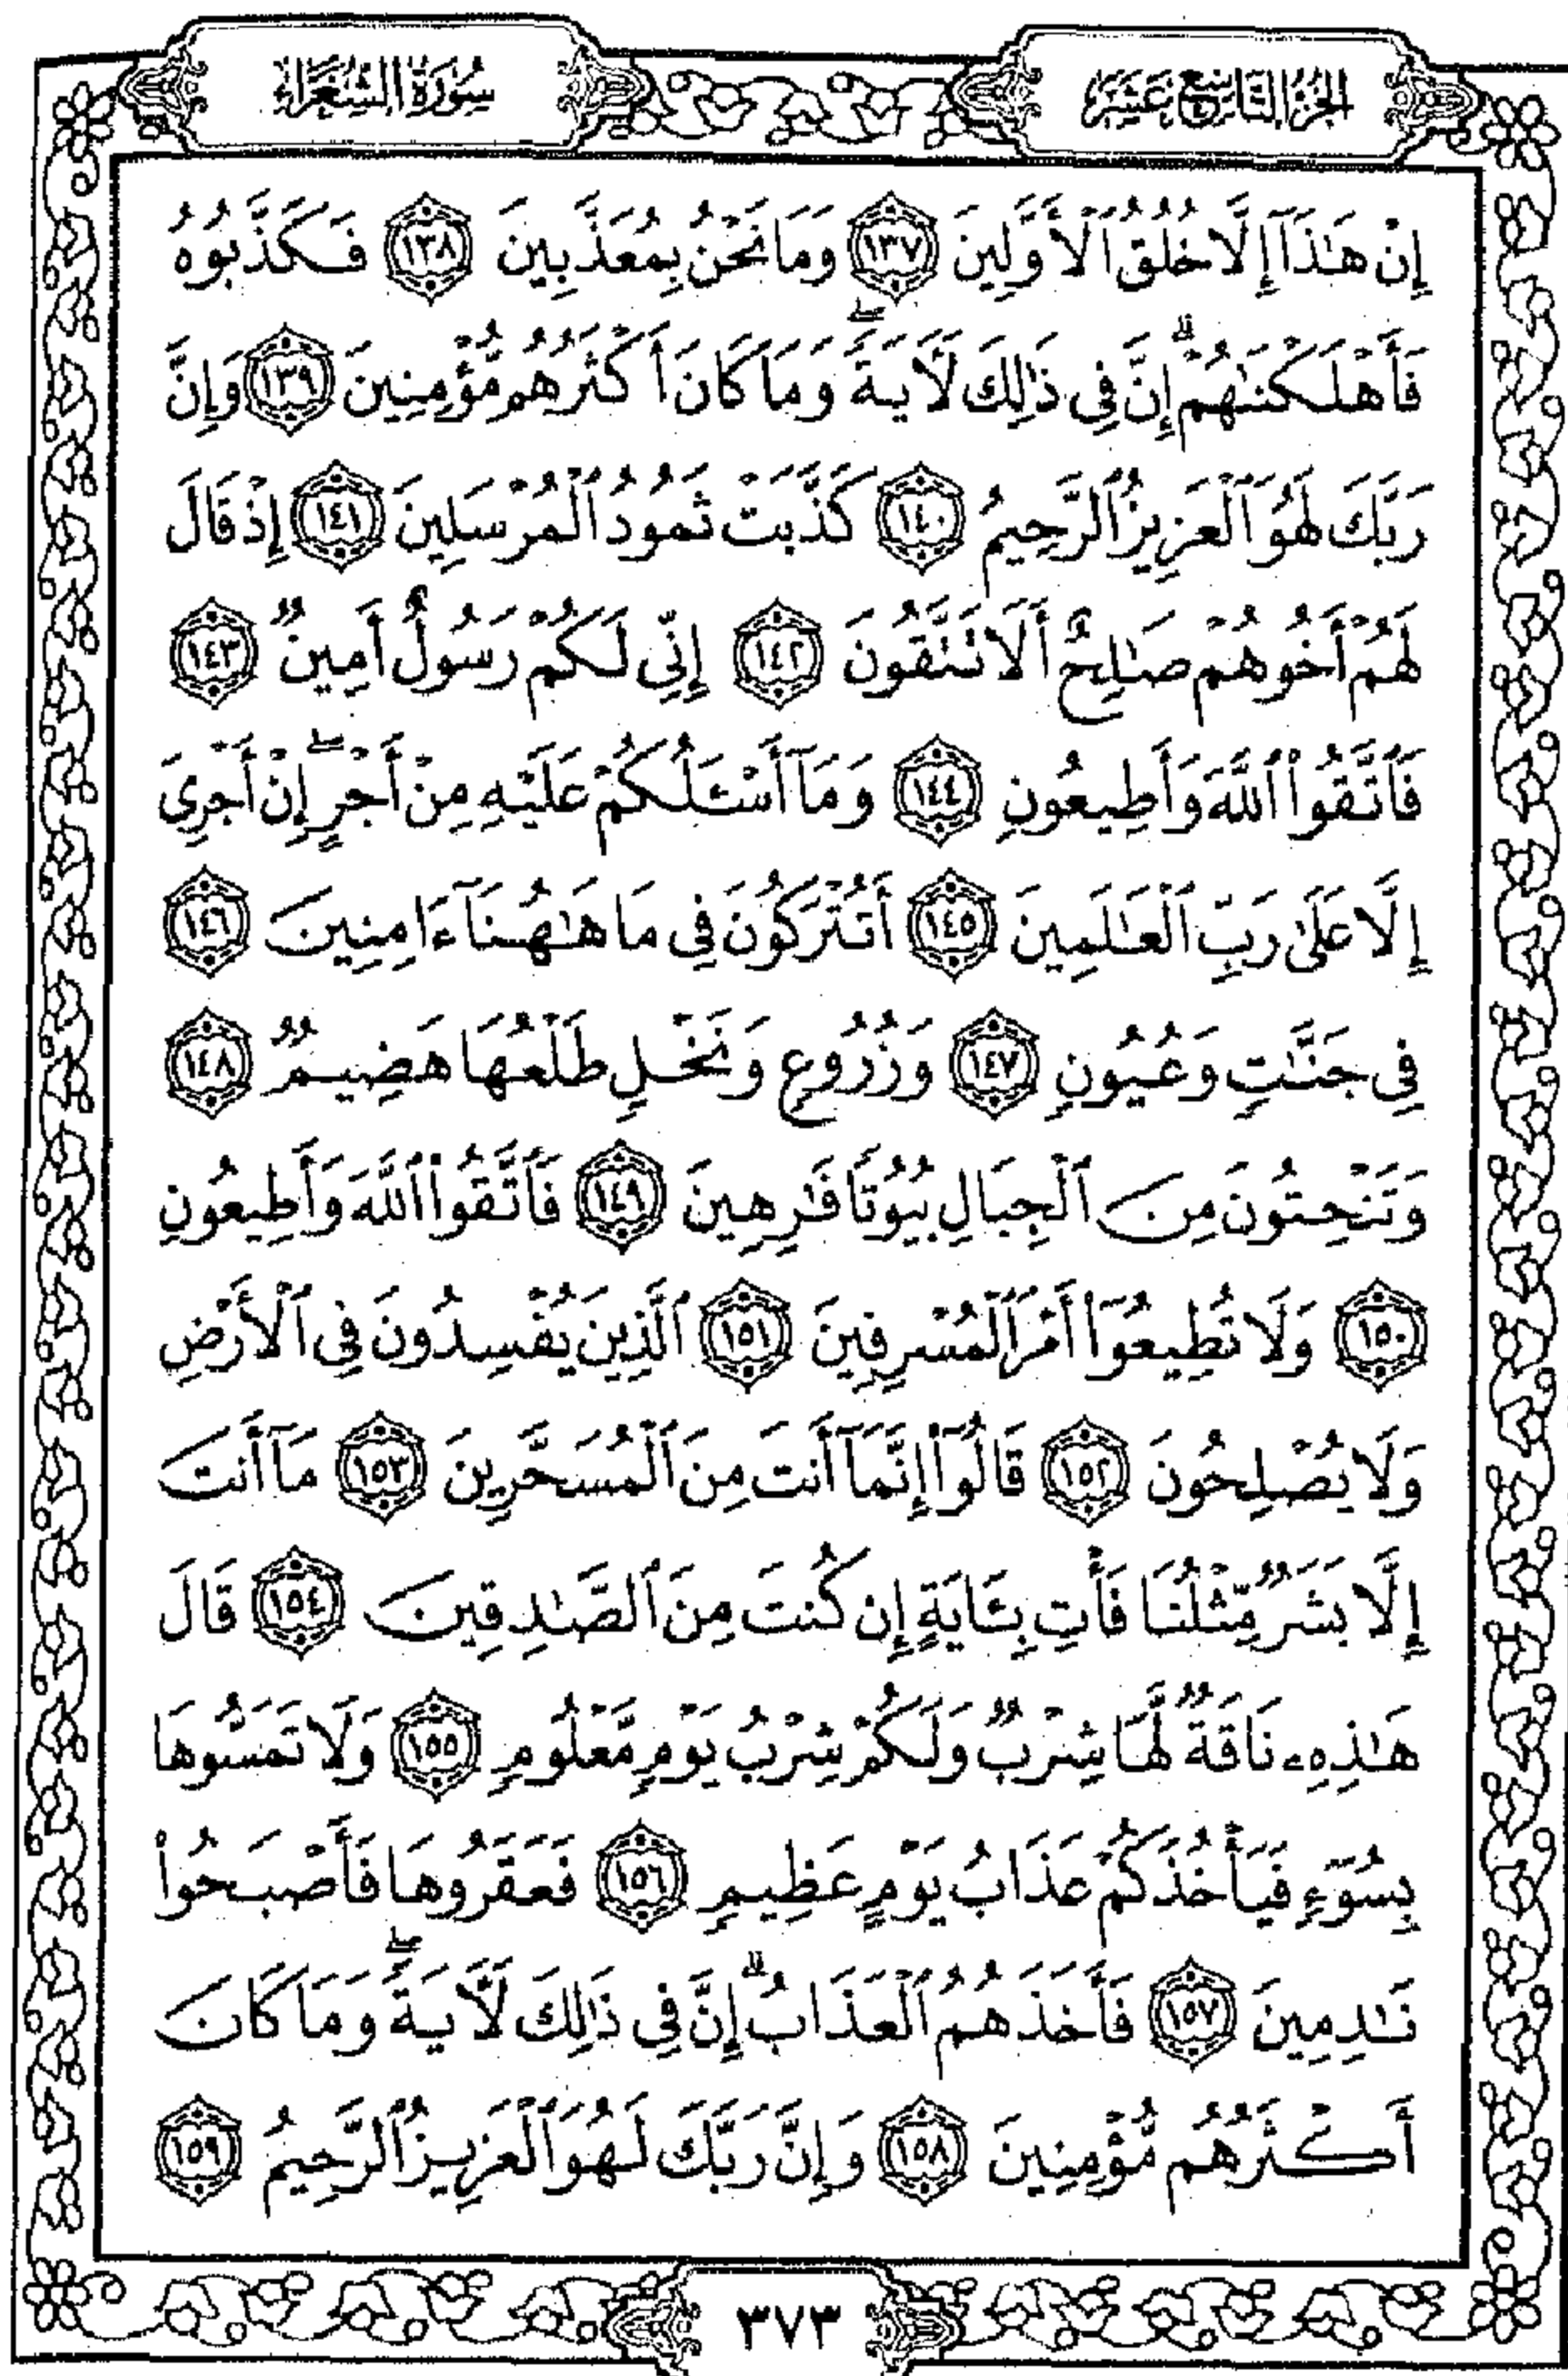 الجزء التاسع عشر
سورة الشعراء
إِنْ هَٰذَآ إِلَّا خُلُقُ ٱلْأَوَّلِينَ ١٣٧ وَمَا نَحْنُ بِمُعَذَّبِينَ ١٣٨ فَكَذَّبُوهُ
فَأَهْلَكْنَٰهُمْ ۗ إِنَّ فِى ذَٰلِكَ لَءَايَةً ۖ وَمَا كَانَ أَكْثَرُهُم مُّؤْمِنِينَ ١٣٩ وَإِنَّ
رَبَّكَ لَهُوَ ٱلْعَزِيزُ ٱلرَّحِيمُ ١٤٠ كَذَّبَتْ ثَمُودُ ٱلْمُرْسَلِينَ ١٤١ إِذْ قَالَ
لَهُمْ أَخُوهُمْ صَٰلِحٌ أَلَا تَتَّقُونَ ١٤٢ إِنِّى لَكُمْ رَسُولٌ أَمِينٌ ١٤٣
فَٱتَّقُوا۟ ٱللَّهَ وَأَطِيعُونِ ١٤٤ وَمَآ أَسْـَٔلُكُمْ عَلَيْهِ مِنْ أَجْرٍ ۖ إِنْ أَجْرِىَ
إِلَّا عَلَىٰ رَبِّ ٱلْعَٰلَمِينَ ١٤٥ أَتُتْرَكُونَ فِى مَا هَٰهُنَآ ءَامِنِينَ ١٤٦
فِى جَنَّٰتٍ وَعُيُونٍ ١٤٧ وَزُرُوعٍ وَنَخْلٍ طَلْعُهَا هَضِيمٌ ١٤٨
وَتَنْحِتُونَ مِنَ ٱلْجِبَالِ بُيُوتًا فَٰرِهِينَ ١٤٩ فَٱتَّقُوا۟ ٱللَّهَ وَأَطِيعُونِ
١٥٠ وَلَا تُطِيعُوٓا۟ أَمْرَ ٱلْمُسْرِفِينَ ١٥١ ٱلَّذِينَ يُفْسِدُونَ فِى ٱلْأَرْضِ
وَلَا يُصْلِحُونَ ١٥٢ قَالُوٓا۟ إِنَّمَآ أَنتَ مِنَ ٱلْمُسَحَّرِينَ ١٥٣ مَآ أَنتَ
إِلَّا بَشَرٌ مِّثْلُنَا فَأْتِ بِـَٔايَةٍ إِن كُنتَ مِنَ ٱلصَّٰدِقِينَ ١٥٤ قَالَ
هَٰذِهِۦ نَاقَةٌ لَّهَا شِرْبٌ وَلَكُمْ شِرْبُ يَوْمٍ مَّعْلُومٍ ١٥٥ وَلَا تَمَسُّوهَا
بِسُوٓءٍ فَيَأْخُذَكُمْ عَذَابُ يَوْمٍ عَظِيمٍ ١٥٦ فَعَقَرُوهَا فَأَصْبَحُوا۟
نَٰدِمِينَ ١٥٧ فَأَخَذَهُمُ ٱلْعَذَابُ ۗ إِنَّ فِى ذَٰلِكَ لَءَايَةً ۖ وَمَا كَانَ
أَكْثَرُهُم مُّؤْمِنِينَ ١٥٨ وَإِنَّ رَبَّكَ لَهُوَ ٱلْعَزِيزُ ٱلرَّحِيمُ ١٥٩
٣٧٣